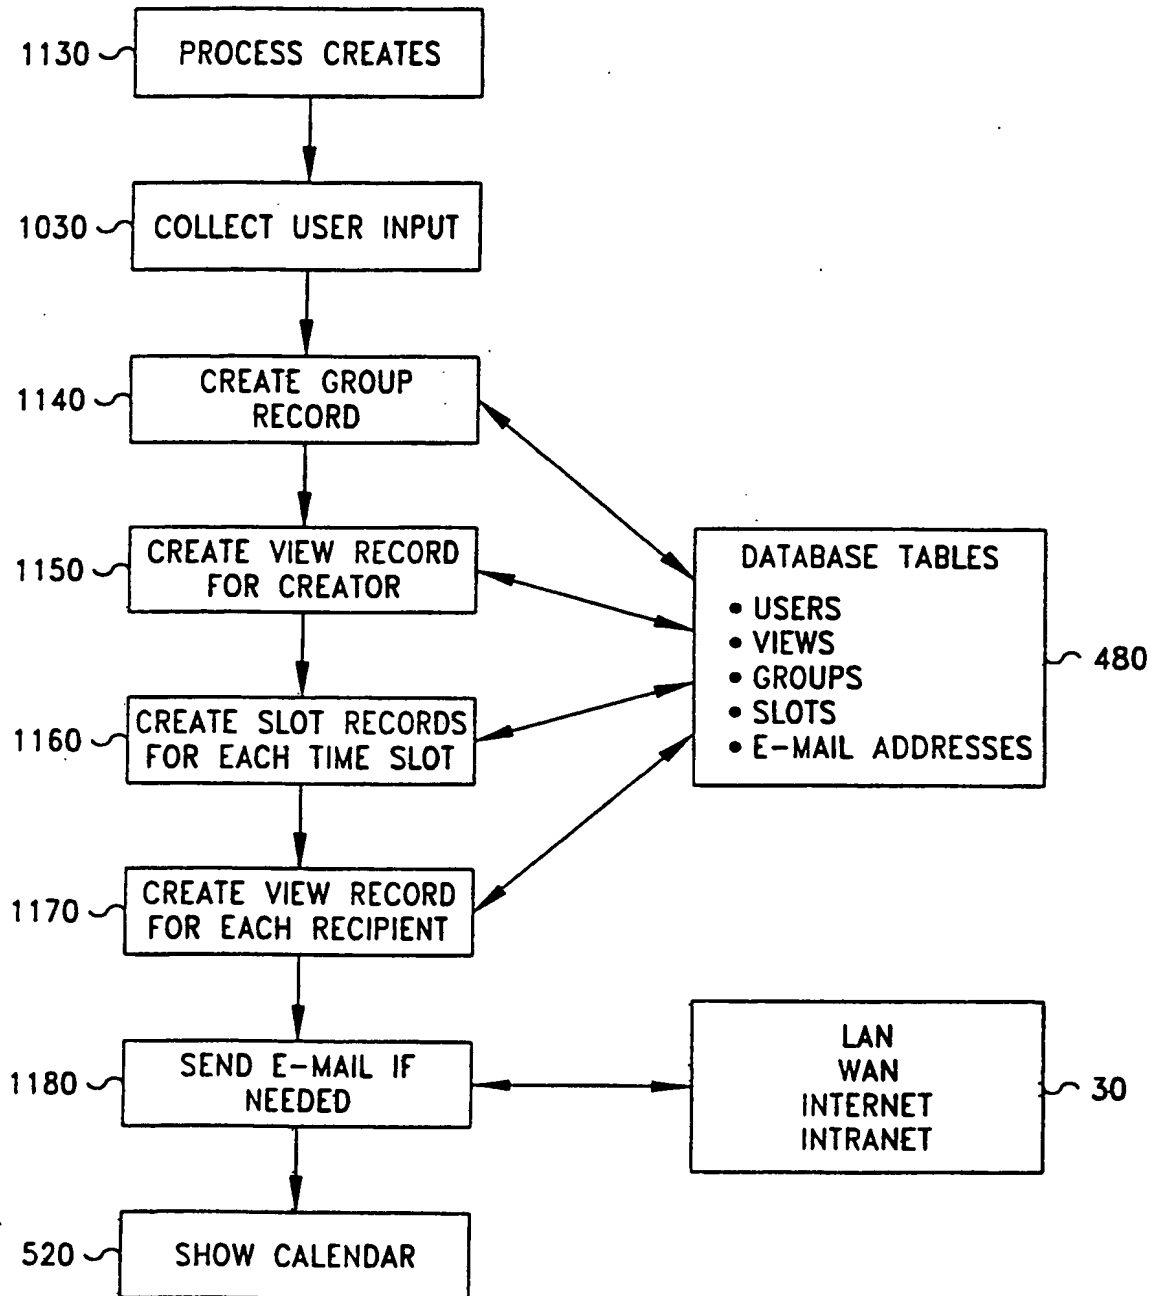 1130
PROCESS CREATES
1030
COLLECT USER INPUT
1140
CREATE GROUP
RECORD
1150
CREATE VIEW RECORD
FOR CREATOR
1160
CREATE SLOT RECORDS
FOR EACH TIME SLOT
1170
CREATE VIEW RECORD
FOR EACH RECIPIENT
1180
SEND E-MAIL IF
NEEDED
520
SHOW CALENDAR
DATABASE TABLES
• USERS
• VIEWS
• GROUPS
• SLOTS
• E-MAIL ADDRESSES
480
LAN
WAN
INTERNET
INTRANET
30